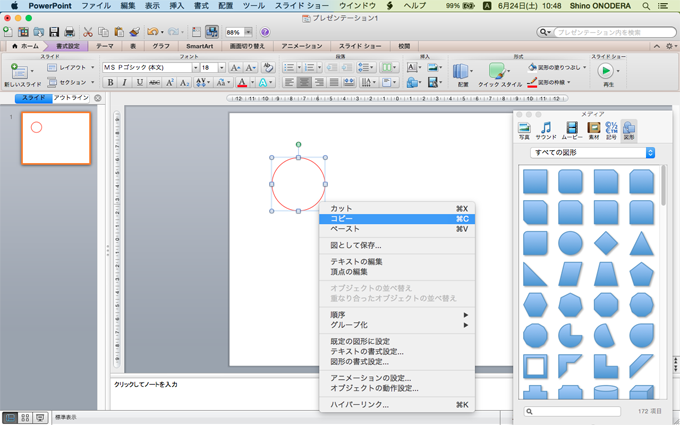 PowerPoint ファイル 編集 表示 挿入 書式 配置 ツール スライド ショー ウインドウ ヘルプ 99% A 6月24日(土) 10:48 Shino ONODERA
プレゼンテーション1
88%
プレゼンテーション内を検索
ホーム 書式設定 テーマ 表 グラフ SmartArt 画面切り替え アニメーション スライド ショー 校閲
スライド フォント 段落 挿入 形式 スライド ショー
新しいスライド
レイアウト
セクション
MS Pゴシック (本文) 18
B I U ABC
配置
クイック スタイル
図形の塗りつぶし
図形の枠線
再生
スライド アウトライン
1
メディア
写真 サウンド ムービー 素材 記号 図形
すべての図形
カット ⌘X
コピー ⌘C
ペースト ⌘V
図として保存...
テキストの編集
頂点の編集
オブジェクトの並べ替え
重なり合ったオブジェクトの並べ替え
順序
グループ化
既定の図形に設定
テキストの書式設定...
図形の書式設定...
アニメーションの設定...
オブジェクトの動作設定...
ハイパーリンク... ⌘K
クリックしてノートを入力
172 項目
標準表示